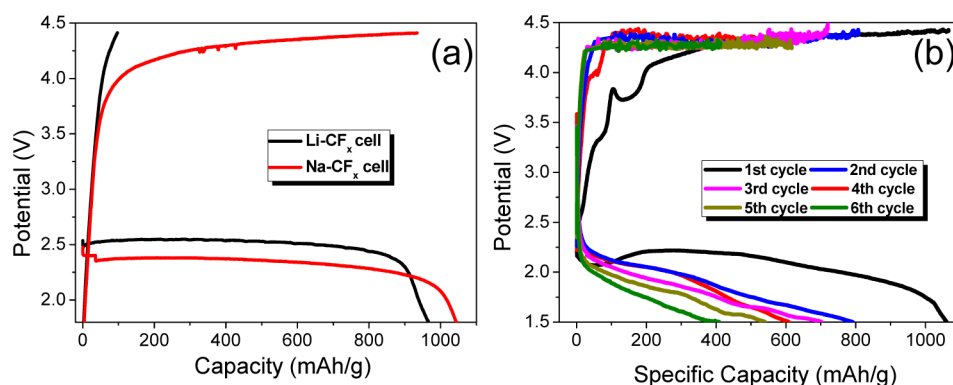 (a)
4.5
4.0
3.5
3.0
2.5
2.0
Potential (V)
Li-CFx cell
Na-CFx cell
0 200 400 600 800 1000
Capacity (mAh/g)
(b)
4.5
4.0
3.5
3.0
2.5
2.0
1.5
Potential (V)
1st cycle 2nd cycle
3rd cycle 4th cycle
5th cycle 6th cycle
0 200 400 600 800 1000
Specific Capacity (mAh/g)